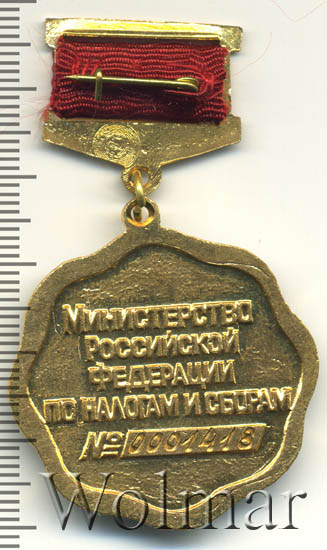 МИНИСТЕРСТВО
РОССИЙСКОЙ
ФЕДЕРАЦИИ
ПО НАЛОГАМ И СБОРАМ
№ 0001418
Wolmar